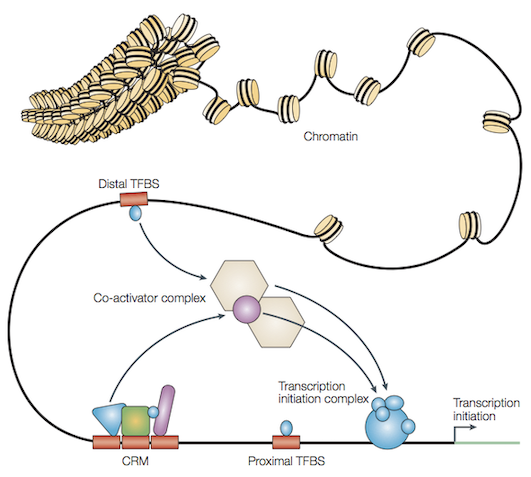 Chromatin
Distal TFBS
Co-activator complex
Transcription
initiation complex
Transcription
initiation
CRM
Proximal TFBS